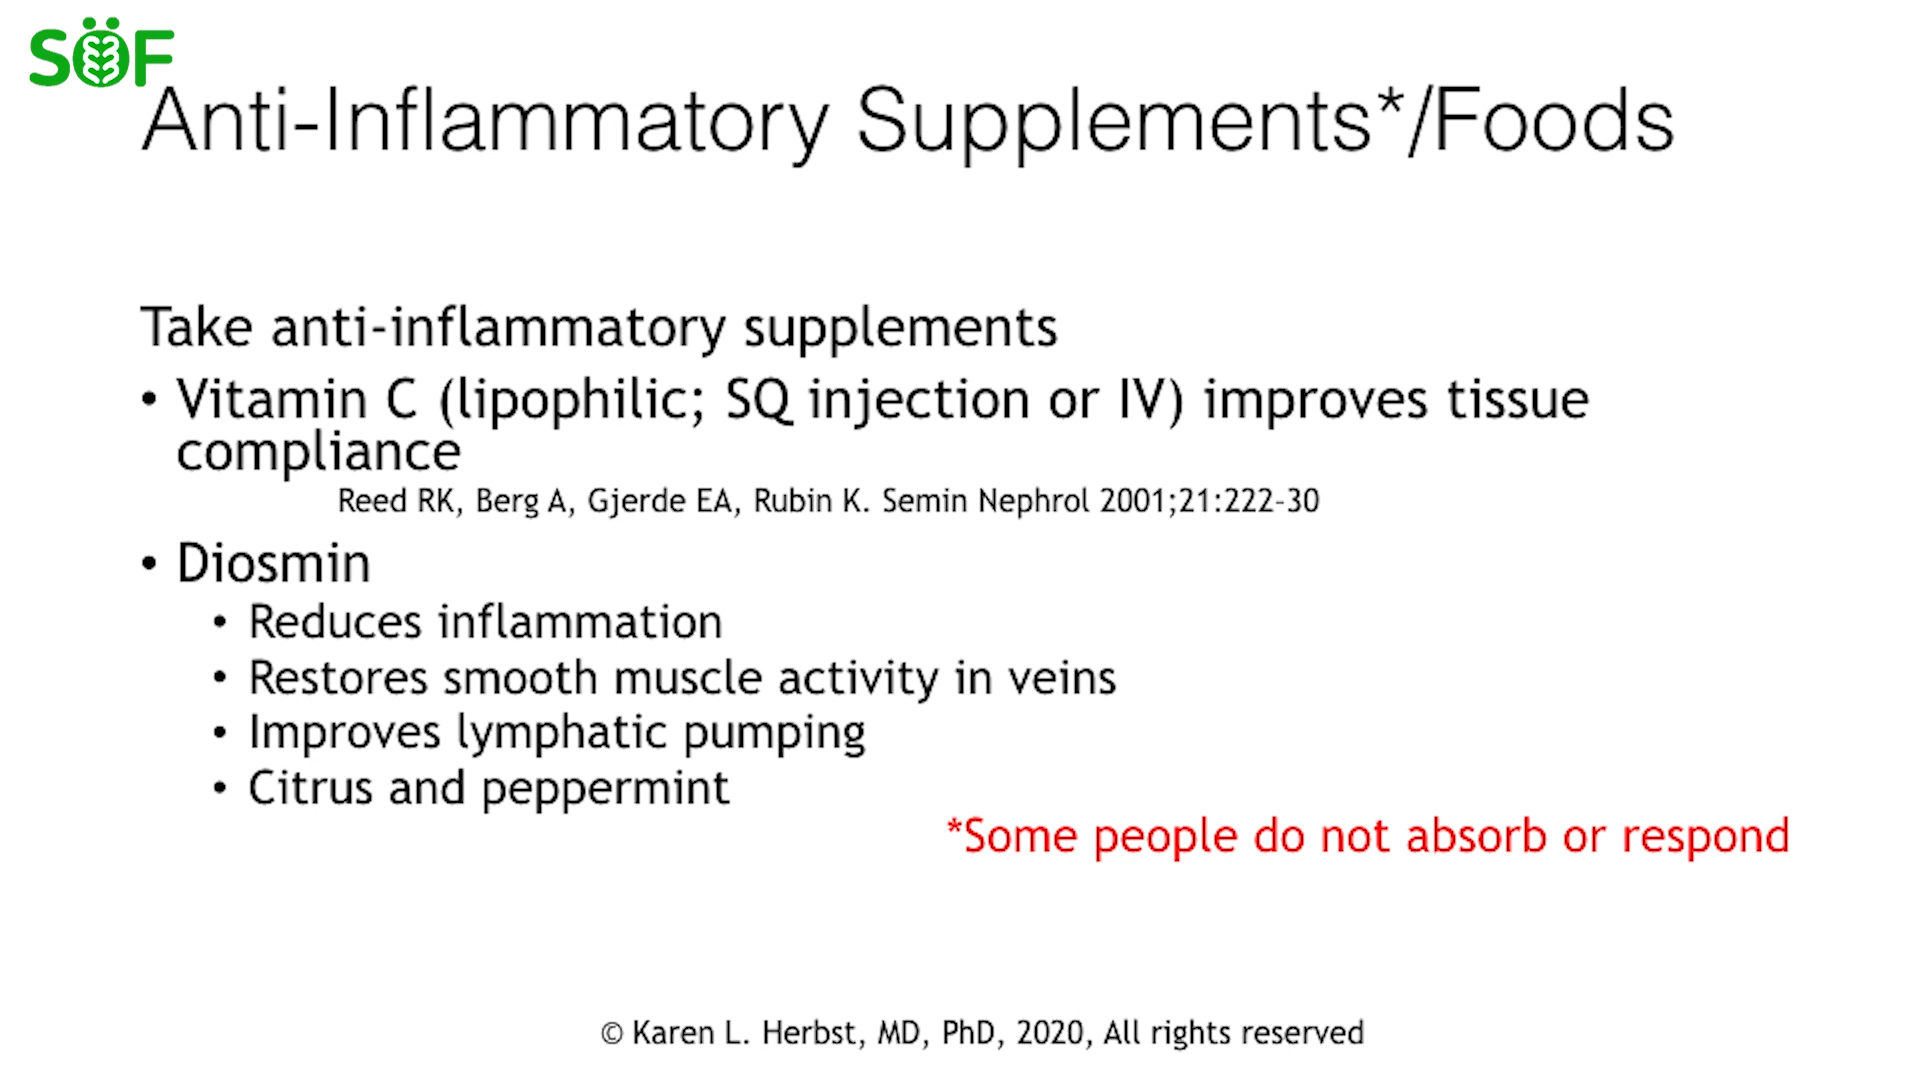 SÖF
Anti-Inflammatory Supplements*/Foods
Take anti-inflammatory supplements
• Vitamin C (lipophilic; SQ injection or IV) improves tissue
compliance
Reed RK, Berg A, Gjerde EA, Rubin K. Semin Nephrol 2001;21:222-30
• Diosmin
• Reduces inflammation
• Restores smooth muscle activity in veins
• Improves lymphatic pumping
• Citrus and peppermint
*Some people do not absorb or respond
© Karen L. Herbst, MD, PhD, 2020, All rights reserved